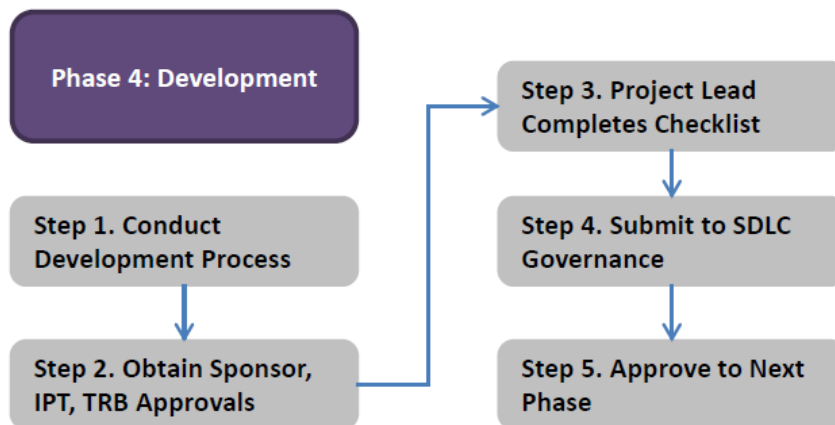 Phase 4: Development
Step 1. Conduct
Development Process
Step 2. Obtain Sponsor,
IPT, TRB Approvals
Step 3. Project Lead
Completes Checklist
Step 4. Submit to SDLC
Governance
Step 5. Approve to Next
Phase